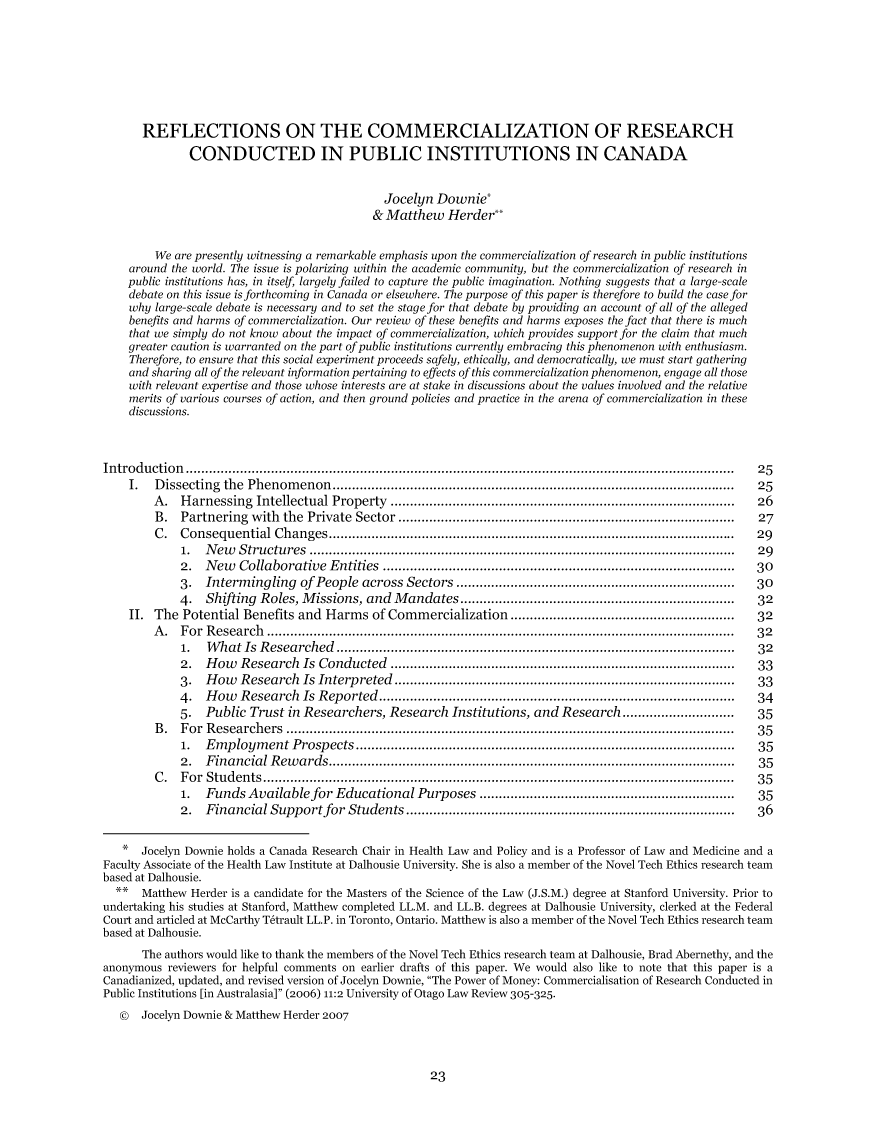 REFLECTIONS ON THE COMMERCIALIZATION OF RESEARCH
CONDUCTED IN PUBLIC INSTITUTIONS IN CANADA
Jocelyn Downie*
& Matthew Herder**
We are presently witnessing a remarkable emphasis upon the commercialization of research in public institutions
around the world. The issue is polarizing within the academic community, but the commercialization of research in
public institutions has, in itself, largely failed to capture the public imagination. Nothing suggests that a large-scale
debate on this issue is forthcoming in Canada or elsewhere. The purpose of this paper is therefore to build the case for
why large-scale debate is necessary and to set the stage for that debate by providing an account of all of the alleged
benefits and harms of commercialization. Our review of these benefits and harms exposes the fact that there is much
that we simply do not know about the impact of commercialization, which provides support for the claim that much
greater caution is warranted on the part of public institutions currently embracing this phenomenon with enthusiasm.
Therefore, to ensure that this social experiment proceeds safely, ethically, and democratically, we must start gathering
and sharing all of the relevant information pertaining to effects of this commercialization phenomenon, engage all those
with relevant expertise and those whose interests are at stake in discussions about the values involved and the relative
merits of various courses of action, and then ground policies and practice in the arena of commercialization in these
discussions.
Introduction ............ 25
I. Dissecting the Phenomenon ............ 25
A. Harnessing Intellectual Property ............ 26
B. Partnering with the Private Sector ............ 27
C. Consequential Changes ............ 29
1. New Structures ............ 29
2. New Collaborative Entities ............ 30
3. Intermingling of People across Sectors ............ 30
4. Shifting Roles, Missions, and Mandates ............ 32
II. The Potential Benefits and Harms of Commercialization ............ 32
A. For Research ............ 32
1. What Is Researched ............ 32
2. How Research Is Conducted ............ 33
3. How Research Is Interpreted ............ 33
4. How Research Is Reported ............ 34
5. Public Trust in Researchers, Research Institutions, and Research ............ 35
B. For Researchers ............ 35
1. Employment Prospects ............ 35
2. Financial Rewards ............ 35
C. For Students ............ 35
1. Funds Available for Educational Purposes ............ 35
2. Financial Support for Students ............ 36
* Jocelyn Downie holds a Canada Research Chair in Health Law and Policy and is a Professor of Law and Medicine and a
Faculty Associate of the Health Law Institute at Dalhousie University. She is also a member of the Novel Tech Ethics research team
based at Dalhousie.
** Matthew Herder is a candidate for the Masters of the Science of the Law (J.S.M.) degree at Stanford University. Prior to
undertaking his studies at Stanford, Matthew completed LL.M. and LL.B. degrees at Dalhousie University, clerked at the Federal
Court and articled at McCarthy Tétrault LL.P. in Toronto, Ontario. Matthew is also a member of the Novel Tech Ethics research team
based at Dalhousie.
The authors would like to thank the members of the Novel Tech Ethics research team at Dalhousie, Brad Abernethy, and the
anonymous reviewers for helpful comments on earlier drafts of this paper. We would also like to note that this paper is a
Canadianized, updated, and revised version of Jocelyn Downie, “The Power of Money: Commercialisation of Research Conducted in
Public Institutions [in Australasia]” (2006) 11:2 University of Otago Law Review 305-325.
© Jocelyn Downie & Matthew Herder 2007
23